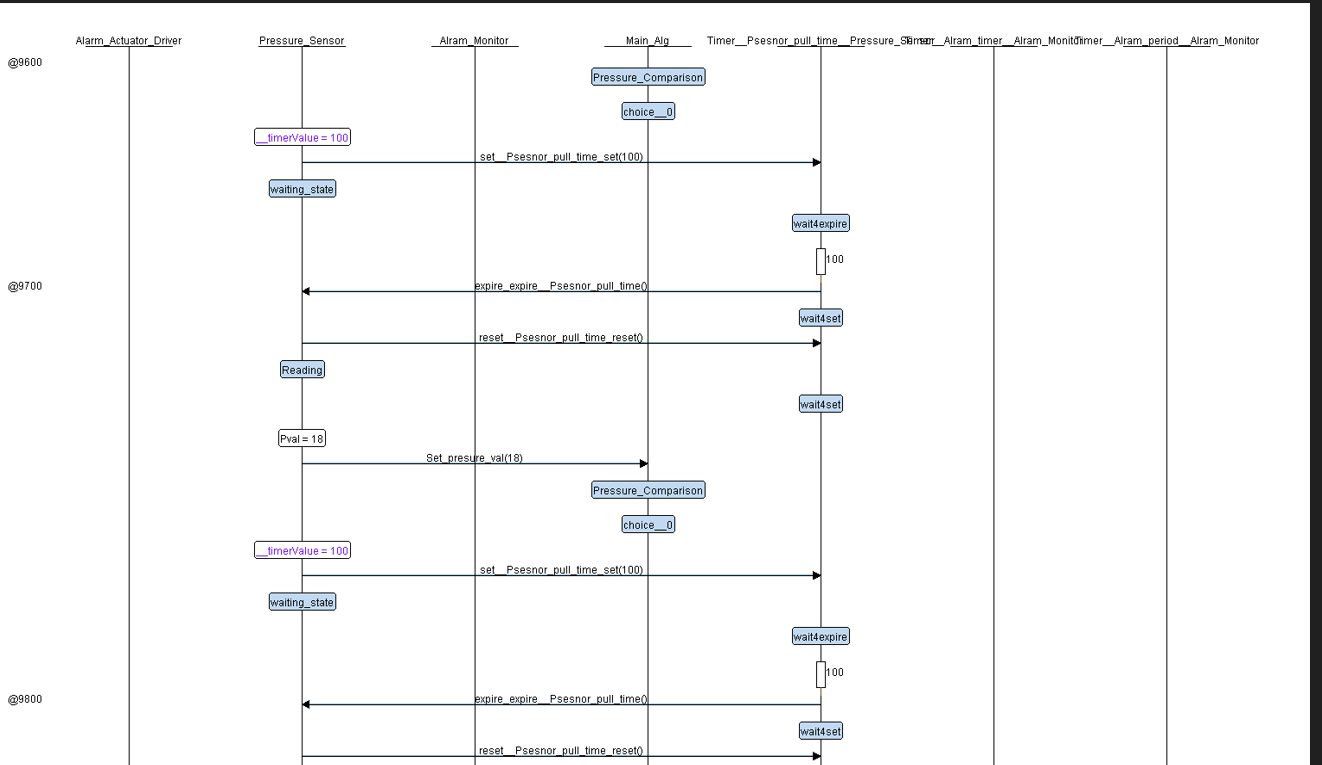 Alarm_Actuator_Driver Pressure_Sensor Alram_Monitor Main_Alg Timer__Psesnor_pull_time__Pressure_Sensor Timer__Alram_timer__Alram_Monitor Timer__Alram_period__Alram_Monitor
@9600
Pressure_Comparison
choice__0
__timerValue = 100
set__Psesnor_pull_time_set(100)
waiting_state
wait4expire
100
@9700 expire_expire__Psesnor_pull_time()
wait4set
reset__Psesnor_pull_time_reset()
Reading
wait4set
Pval = 18
Set_presure_val(18)
Pressure_Comparison
choice__0
__timerValue = 100
set__Psesnor_pull_time_set(100)
waiting_state
wait4expire
100
@9800 expire_expire__Psesnor_pull_time()
wait4set
reset__Psesnor_pull_time_reset()